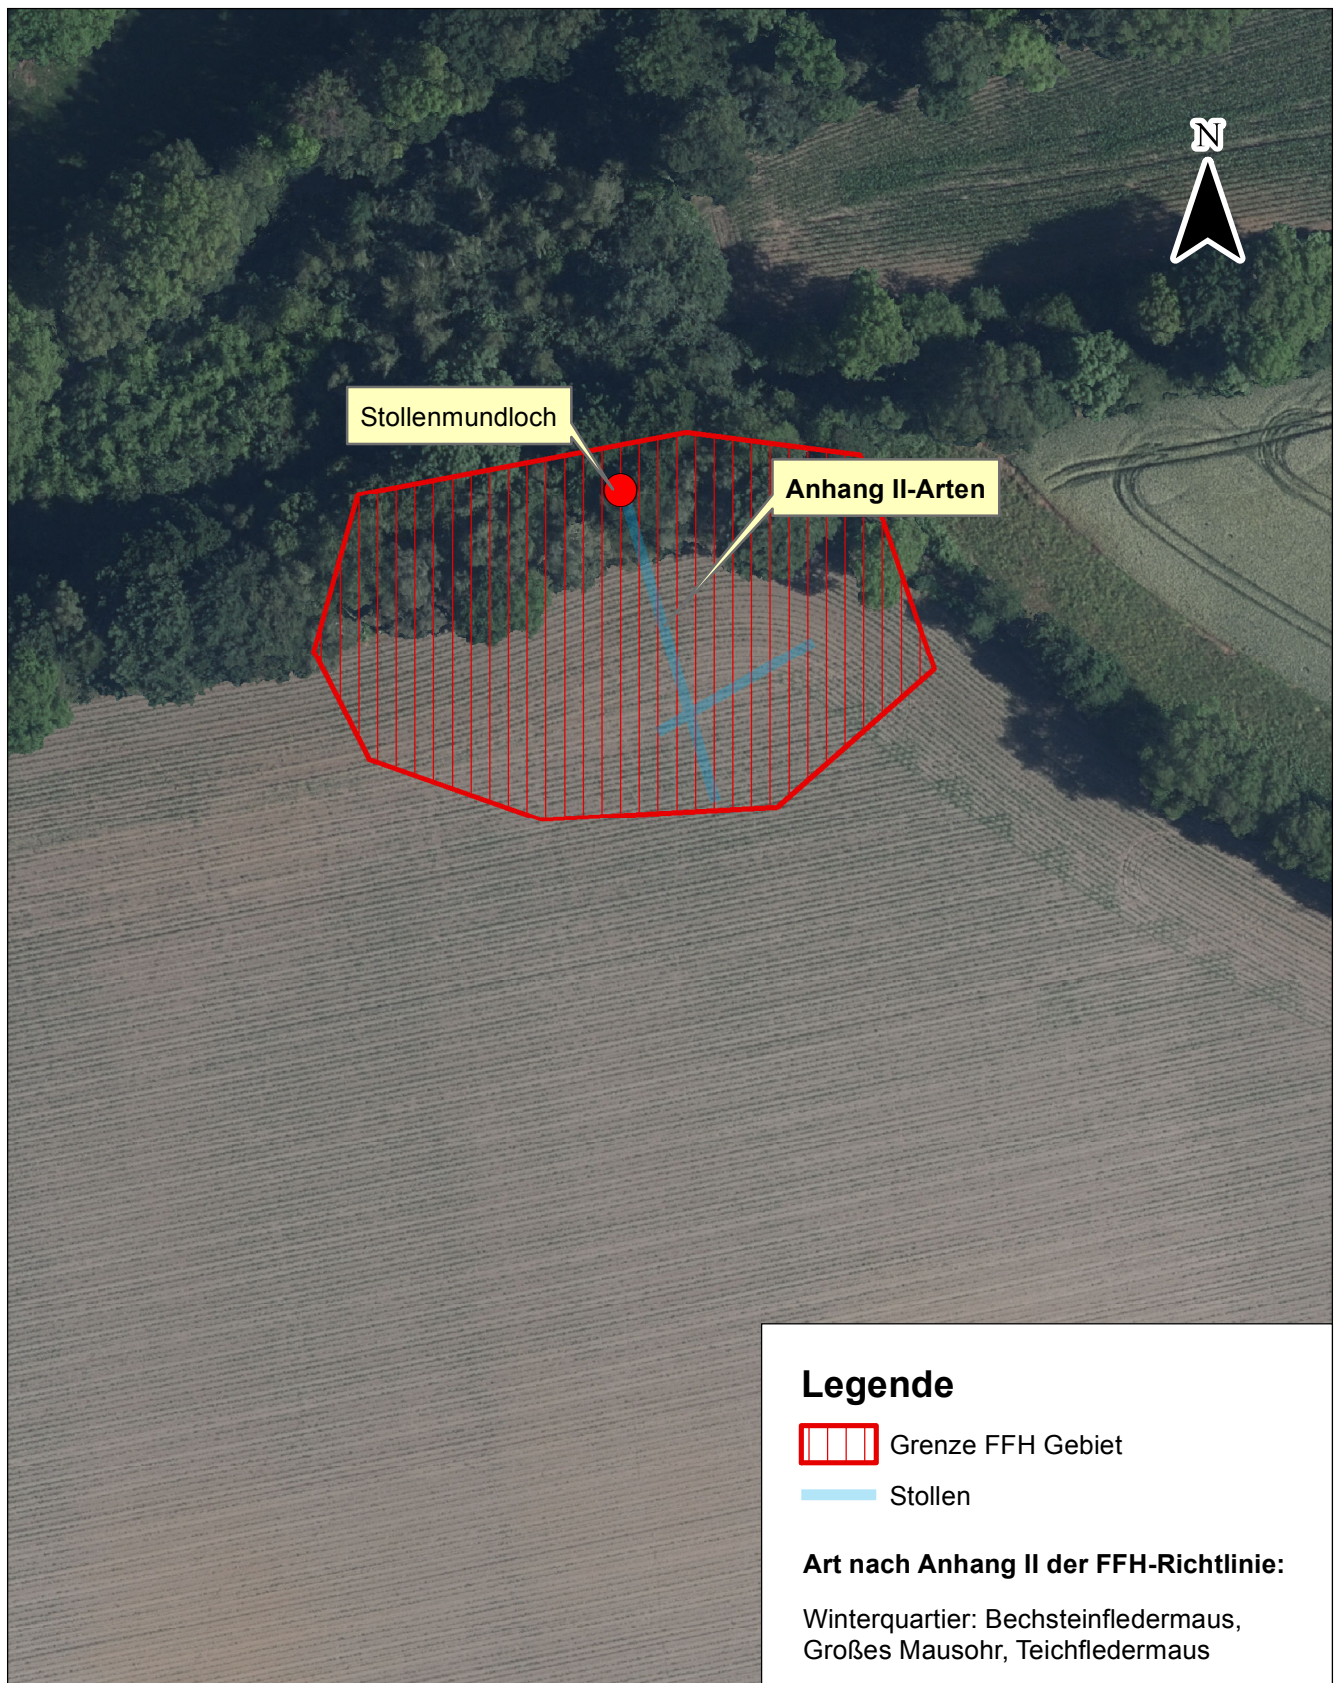 N
Stollenmundloch
Anhang II-Arten
Legende
Grenze FFH Gebiet
Stollen
Art nach Anhang II der FFH-Richtlinie:
Winterquartier: Bechsteinfledermaus,
Großes Mausohr, Teichfledermaus